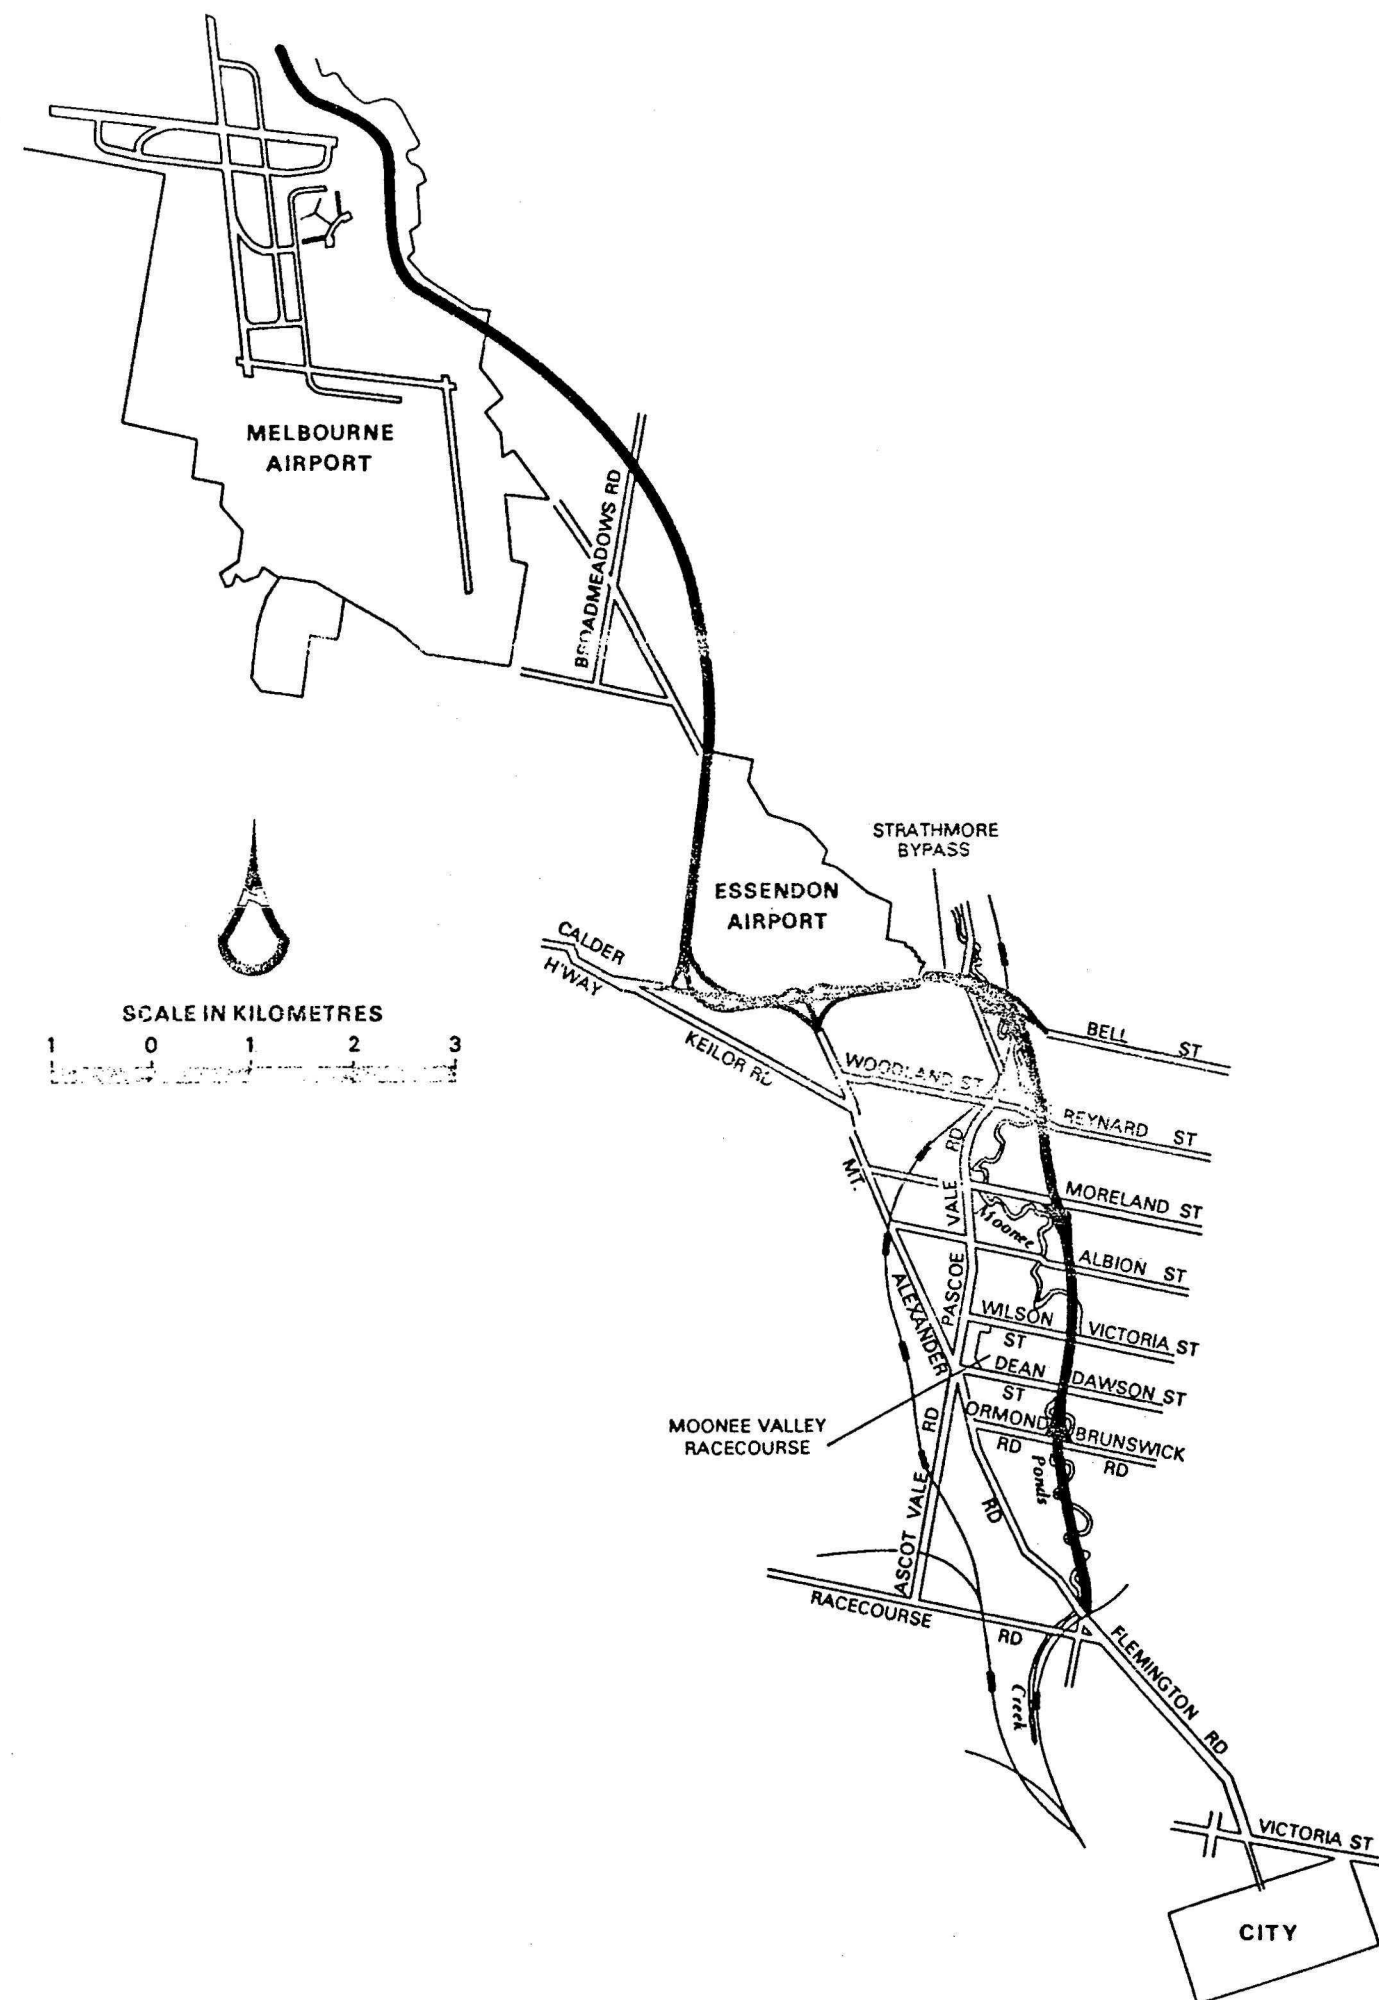 MELBOURNE
AIRPORT
BROADMEADOWS RD
STRATHMORE
BYPASS
ESSENDON
AIRPORT
CALDER
H'WAY
SCALE IN KILOMETRES
1 0 1 2 3
KEILOR RD
BELL ST
WOODLAND ST
REYNARD ST
MT. ALEXANDER RD
PASCOE VALE RD
MORELAND ST
Moonee Ponds Creek
ALBION ST
WILSON
ST
VICTORIA ST
DEAN
ST
DAWSON ST
ORMOND
RD
BRUNSWICK
RD
MOONEE VALLEY
RACECOURSE
ASCOT VALE RD
RACECOURSE RD
FLEMINGTON RD
VICTORIA ST
CITY